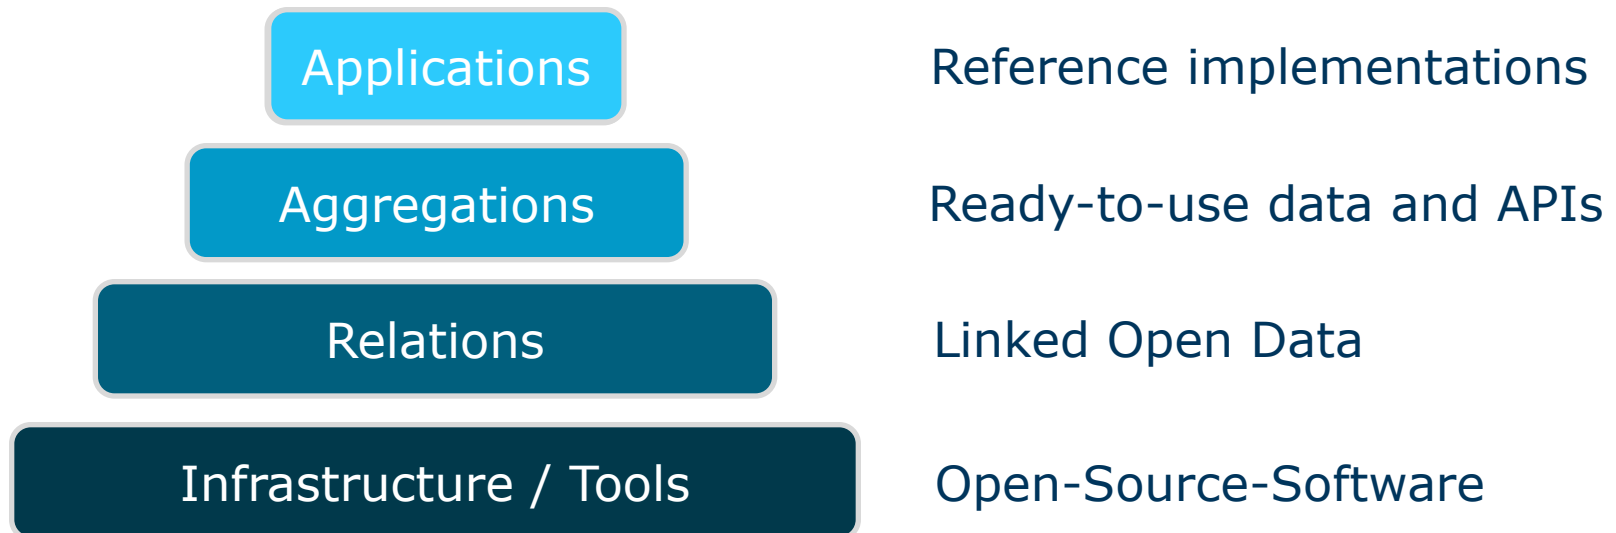 Applications
Reference implementations
Aggregations
Ready-to-use data and APIs
Relations
Linked Open Data
Infrastructure / Tools
Open-Source-Software